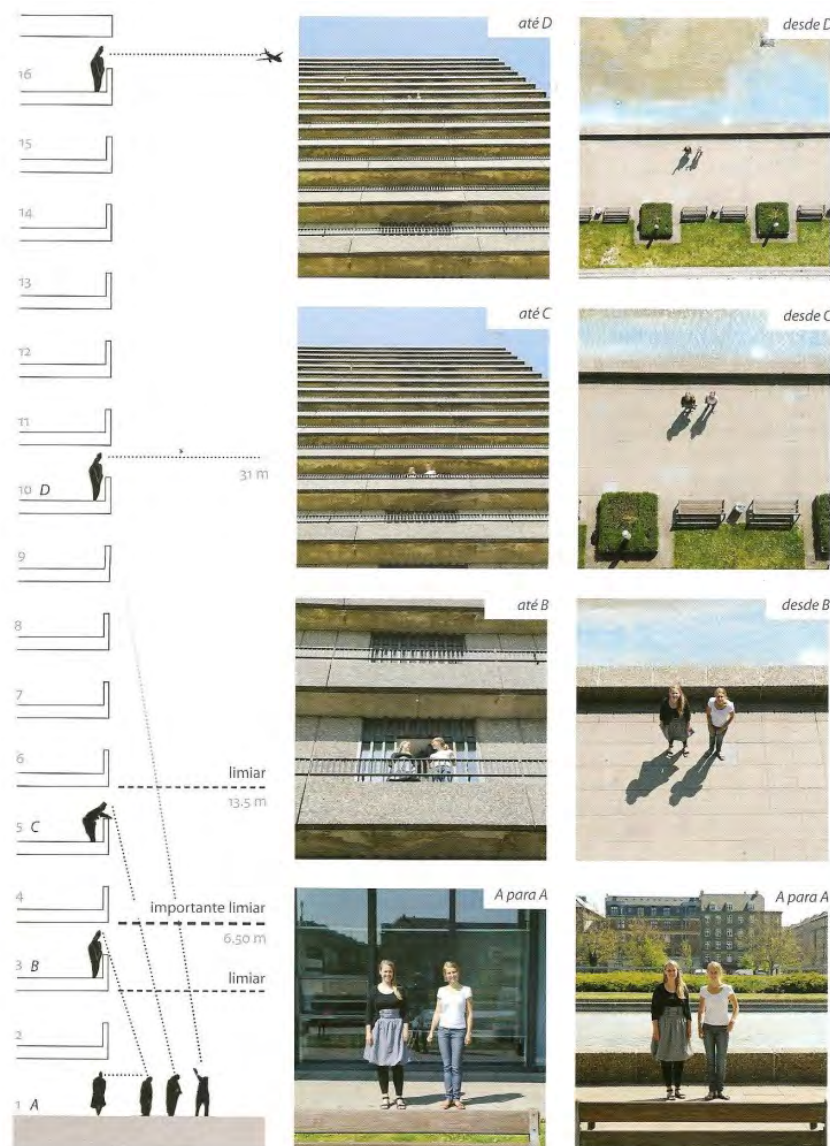 16
15
14
13
12
11
31 m
10 D
9
8
7
6
limiar
13,5 m
5 C
4
importante limiar
6,50 m
3 B
limiar
2
1 A
até D
desde D
até C
desde C
até B
desde B
A para A
A para A